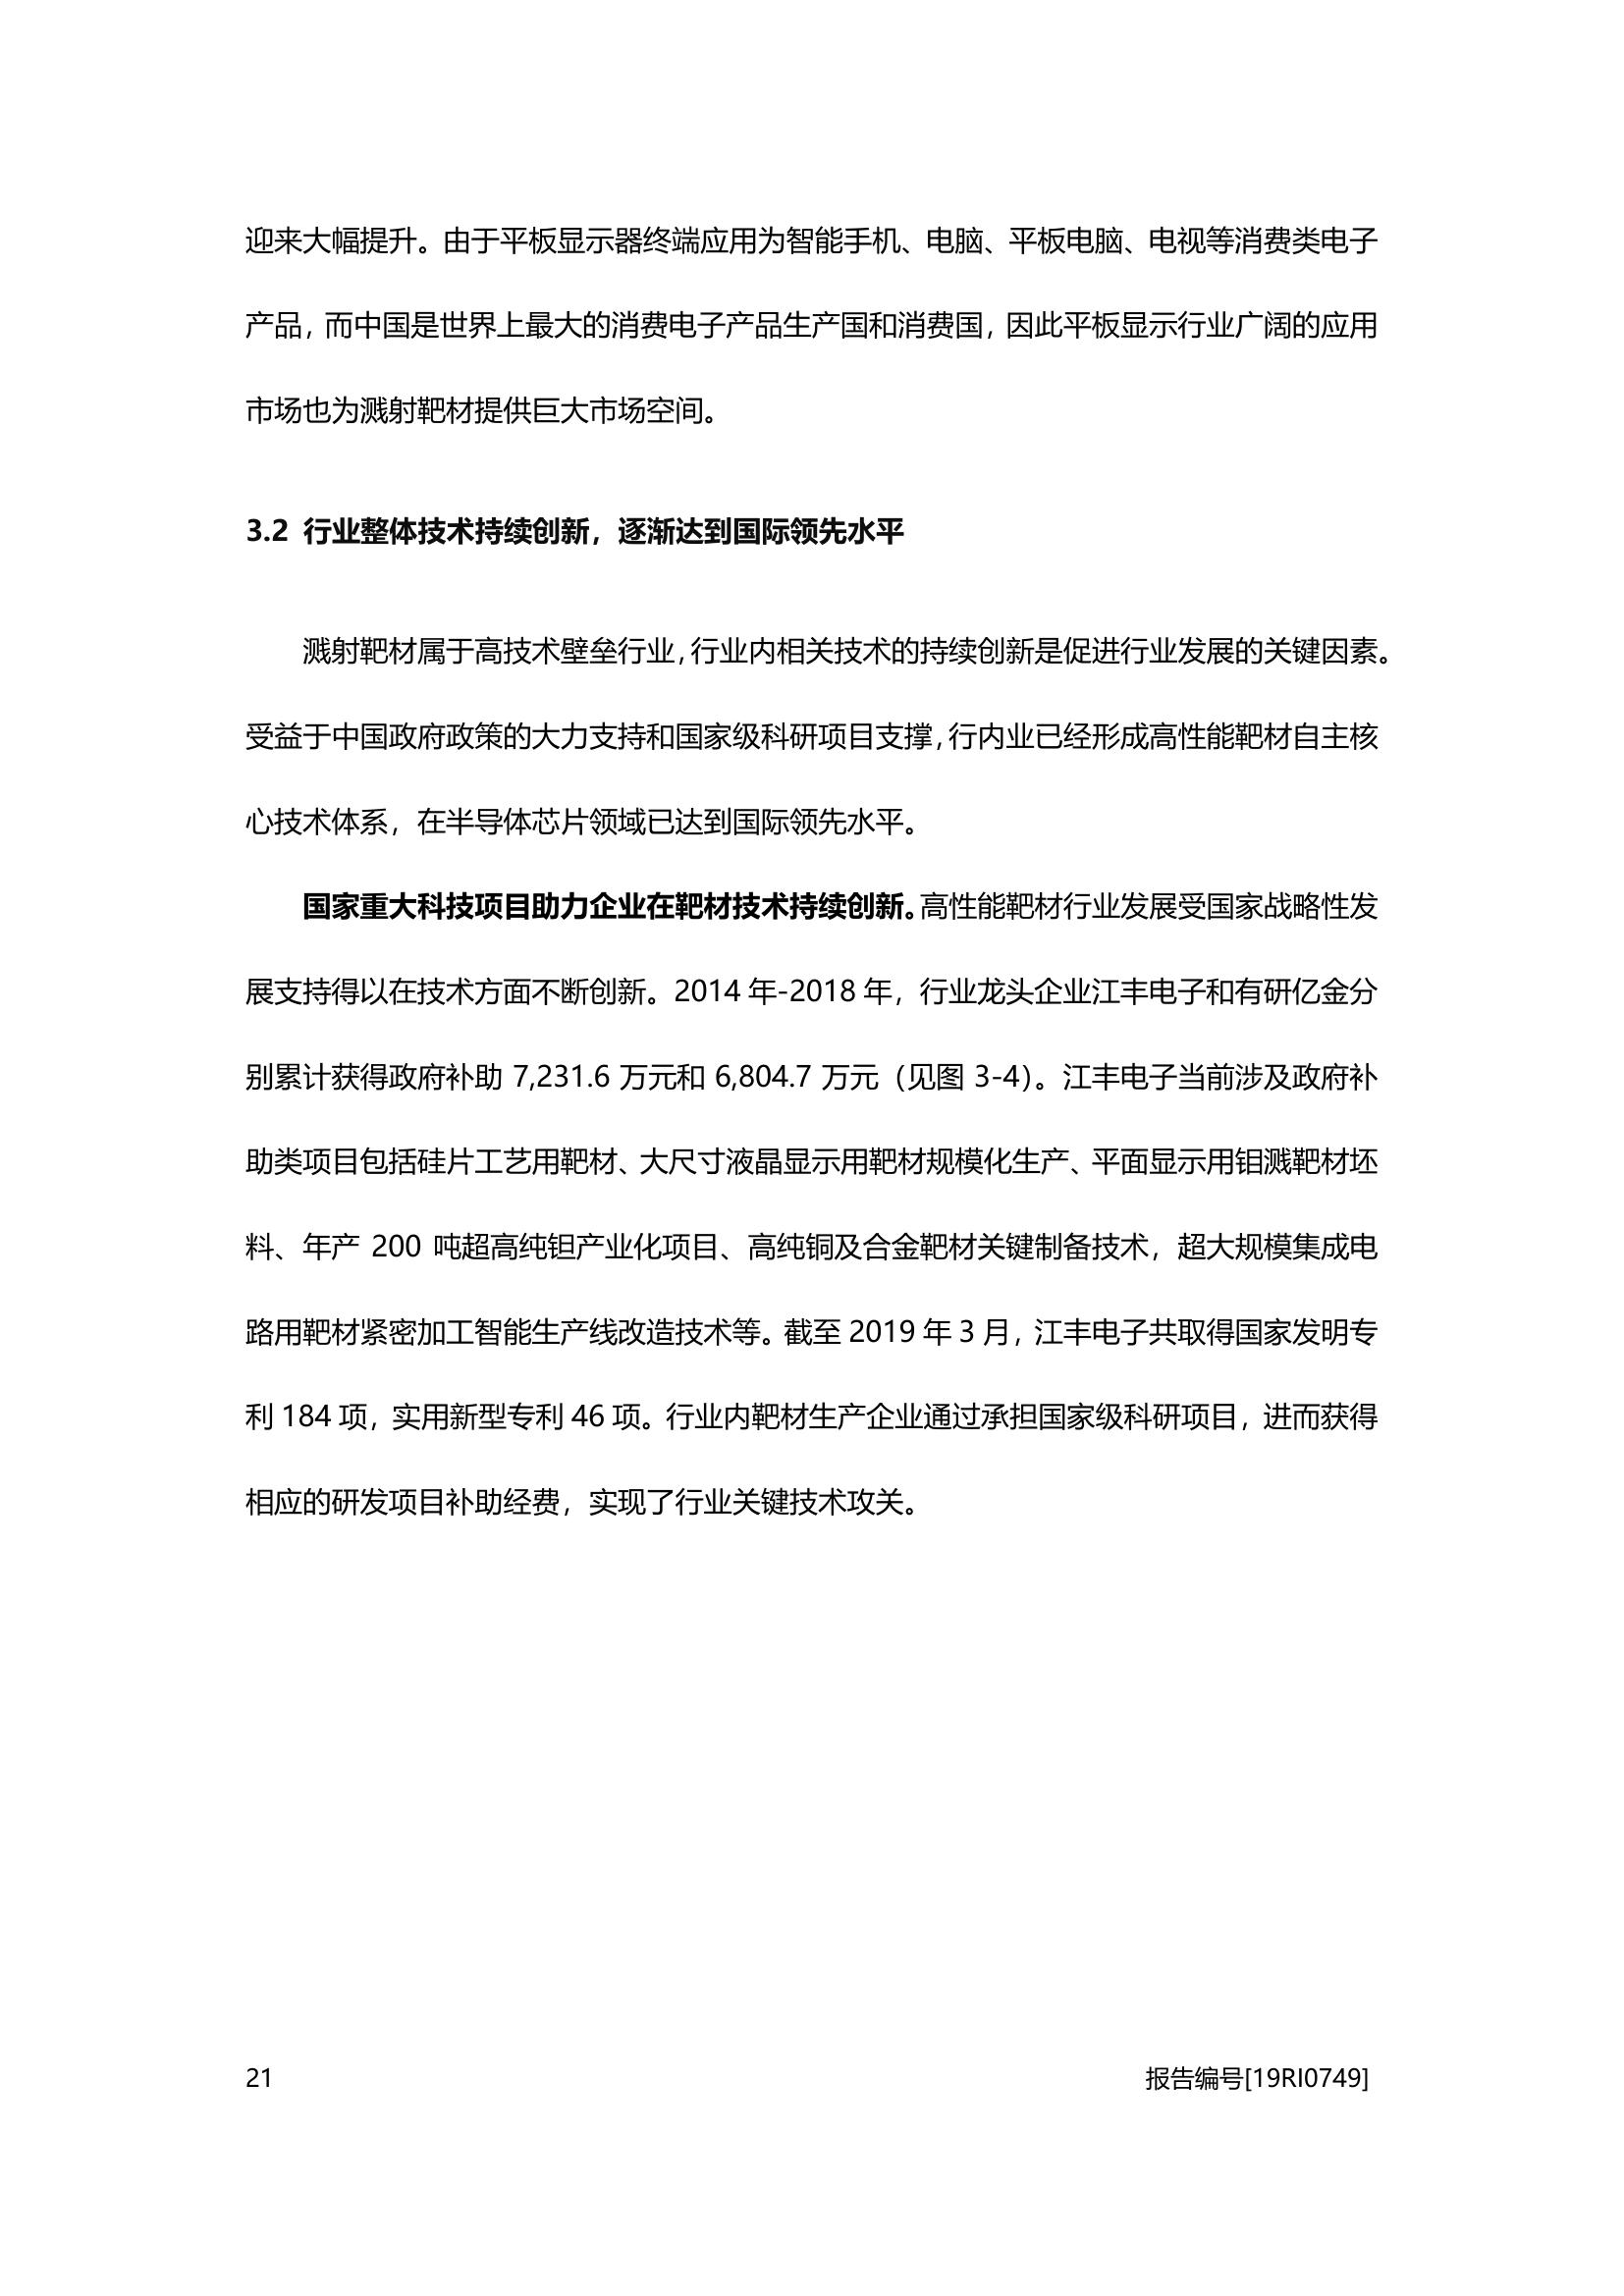 迎来大幅提升。由于平板显示器终端应用为智能手机、电脑、平板电脑、电视等消费类电子
产品，而中国是世界上最大的消费电子产品生产国和消费国，因此平板显示行业广阔的应用
市场也为溅射靶材提供巨大市场空间。
3.2 行业整体技术持续创新，逐渐达到国际领先水平
溅射靶材属于高技术壁垒行业，行业内相关技术的持续创新是促进行业发展的关键因素。
受益于中国政府政策的大力支持和国家级科研项目支撑，行内业已经形成高性能靶材自主核
心技术体系，在半导体芯片领域已达到国际领先水平。
国家重大科技项目助力企业在靶材技术持续创新。高性能靶材行业发展受国家战略性发
展支持得以在技术方面不断创新。2014 年-2018 年，行业龙头企业江丰电子和有研亿金分
别累计获得政府补助 7,231.6 万元和 6,804.7 万元（见图 3-4）。江丰电子当前涉及政府补
助类项目包括硅片工艺用靶材、大尺寸液晶显示用靶材规模化生产、平面显示用钼溅靶材坯
料、年产 200 吨超高纯钽产业化项目、高纯铜及合金靶材关键制备技术，超大规模集成电
路用靶材紧密加工智能生产线改造技术等。截至 2019 年 3 月，江丰电子共取得国家发明专
利 184 项，实用新型专利 46 项。行业内靶材生产企业通过承担国家级科研项目，进而获得
相应的研发项目补助经费，实现了行业关键技术攻关。
21
报告编号[19RI0749]